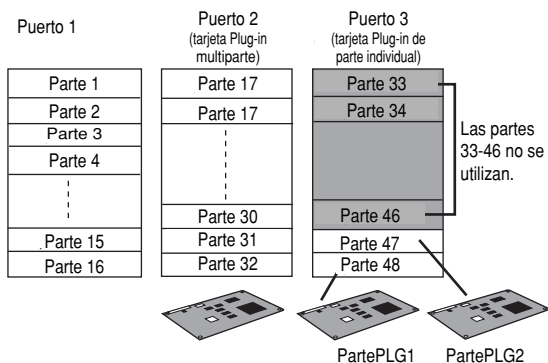 Puerto 1
Puerto 2
(tarjeta Plug-in
multiparte)
Puerto 3
(tarjeta Plug-in de
parte individual)
Parte 1
Parte 2
Parte 3
Parte 4
Parte 15
Parte 16
Parte 17
Parte 17
Parte 30
Parte 31
Parte 32
Parte 33
Parte 34
Parte 46
Parte 47
Parte 48
Las partes
33-46 no se
utilizan.
PartePLG1
PartePLG2